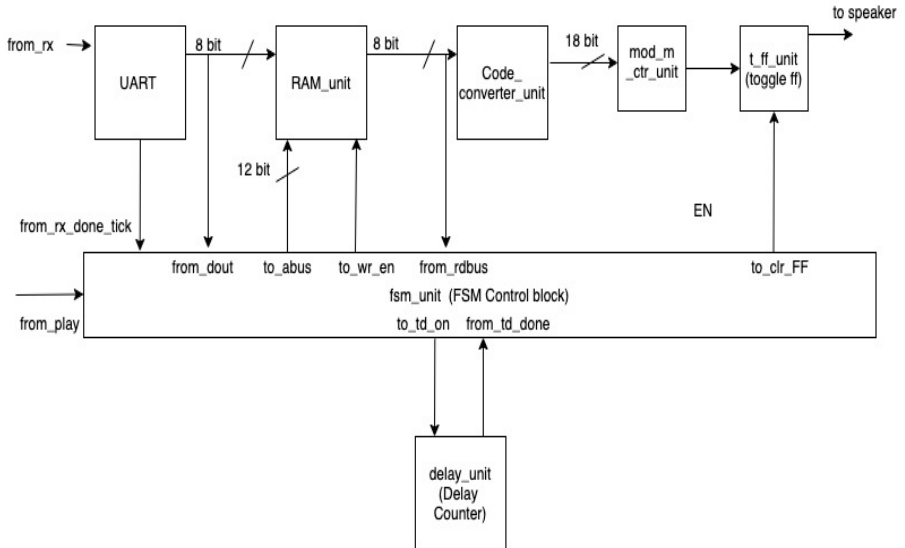 to speaker
from_rx
8 bit
8 bit
18 bit
UART
RAM_unit
Code_
converter_unit
mod_m
_ctr_unit
t_ff_unit
(toggle ff)
12 bit
from_rx_done_tick
EN
from_dout
to_abus
to_wr_en
from_rdbus
to_clr_FF
fsm_unit (FSM Control block)
from_play
to_td_on
from_td_done
delay_unit
(Delay
Counter)